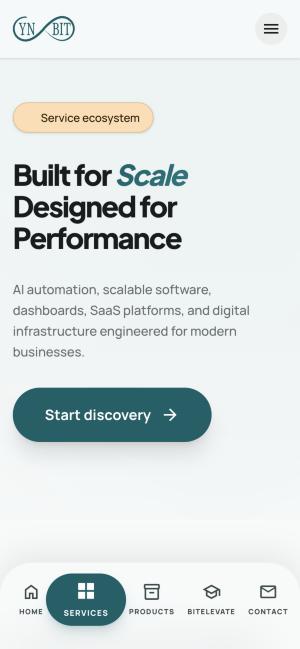 YN BIT
Service ecosystem
Built for Scale
Designed for
Performance
AI automation, scalable software,
dashboards, SaaS platforms, and digital
infrastructure engineered for modern
businesses.
Start discovery
HOME SERVICES PRODUCTS BITELEVATE CONTACT